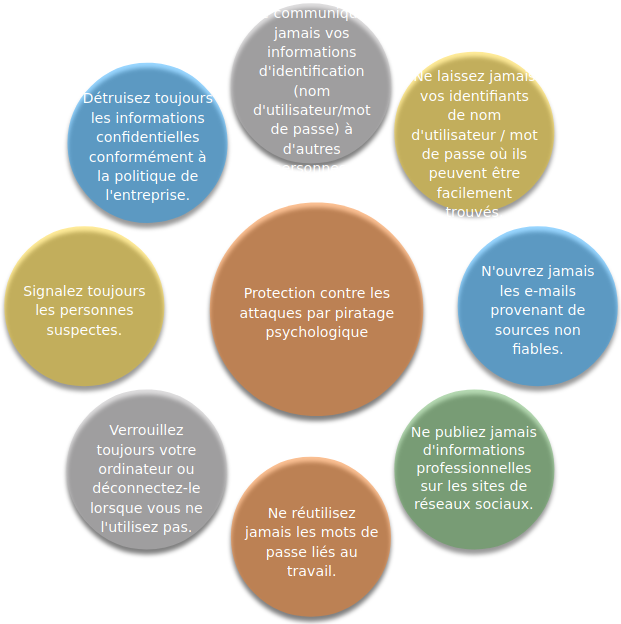 communiquez
jamais vos
informations
d'identification
(nom
d'utilisateur/mot
de passe) à
d'autres
personnes.
Ne laissez jamais
vos identifiants
de nom
d'utilisateur / mot
de passe où ils
peuvent être
facilement
trouvés.
N'ouvrez jamais
les e-mails
provenant de
sources non
fiables.
Ne publiez jamais
d'informations
professionnelles
sur les sites de
réseaux sociaux.
Ne réutilisez
jamais les mots de
passe liés au
travail.
Verrouillez
toujours votre
ordinateur ou
déconnectez-le
lorsque vous ne
l'utilisez pas.
Signalez toujours
les personnes
suspectes.
Détruisez toujours
les informations
confidentielles
conformément à
la politique de
l'entreprise.
Protection contre les
attaques par piratage
psychologique